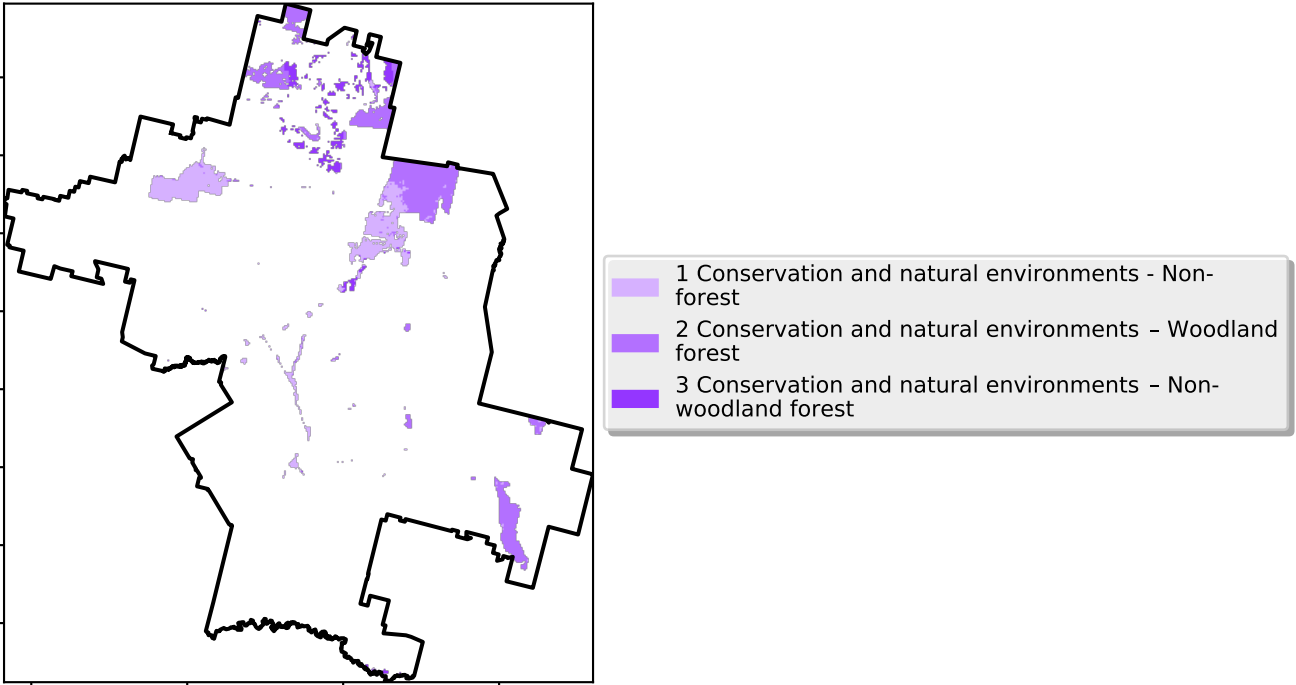 1 Conservation and natural environments - Non-
forest
2 Conservation and natural environments – Woodland
forest
3 Conservation and natural environments – Non-
woodland forest